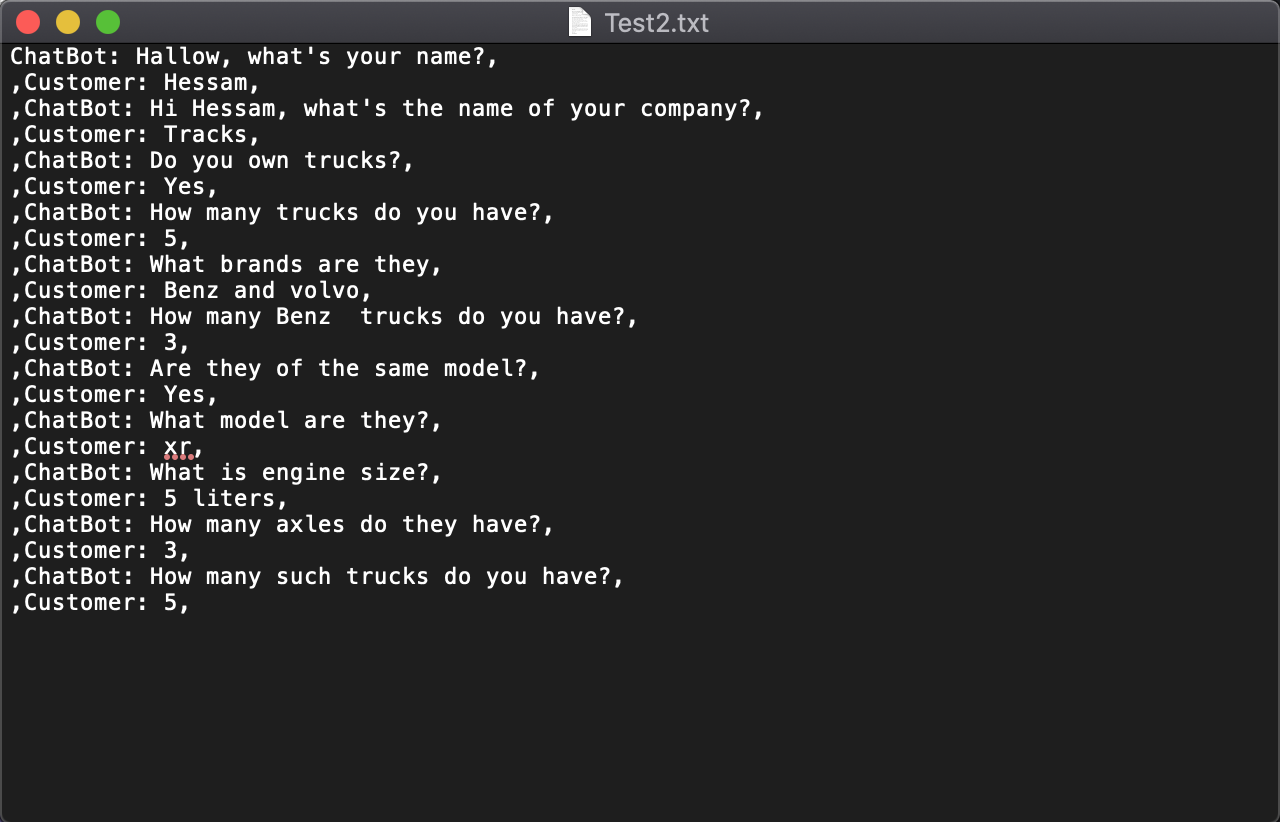 Test2.txt
ChatBot: Hallow, what's your name?,
,Customer: Hessam,
,ChatBot: Hi Hessam, what's the name of your company?,
,Customer: Tracks,
,ChatBot: Do you own trucks?,
,Customer: Yes,
,ChatBot: How many trucks do you have?,
,Customer: 5,
,ChatBot: What brands are they,
,Customer: Benz and volvo,
,ChatBot: How many Benz  trucks do you have?,
,Customer: 3,
,ChatBot: Are they of the same model?,
,Customer: Yes,
,ChatBot: What model are they?,
,Customer: xr,
,ChatBot: What is engine size?,
,Customer: 5 liters,
,ChatBot: How many axles do they have?,
,Customer: 3,
,ChatBot: How many such trucks do you have?,
,Customer: 5,